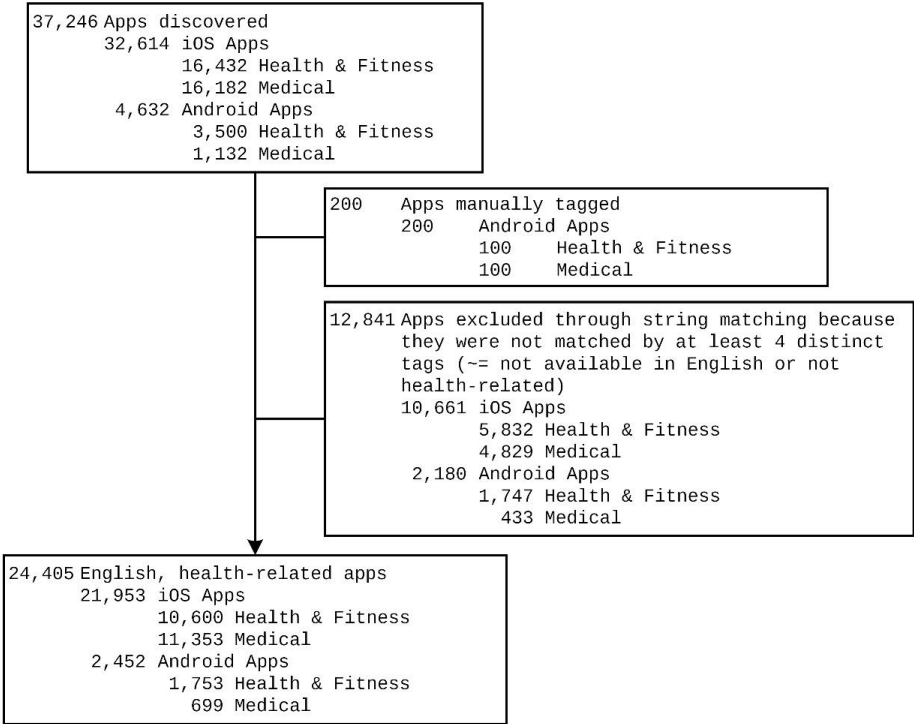 37,246 Apps discovered
32,614 iOS Apps
16,432 Health & Fitness
16,182 Medical
4,632 Android Apps
3,500 Health & Fitness
1,132 Medical
200 Apps manually tagged
200 Android Apps
100 Health & Fitness
100 Medical
12,841 Apps excluded through string matching because
they were not matched by at least 4 distinct
tags (~= not available in English or not
health-related)
10,661 iOS Apps
5,832 Health & Fitness
4,829 Medical
2,180 Android Apps
1,747 Health & Fitness
433 Medical
24,405 English, health-related apps
21,953 iOS Apps
10,600 Health & Fitness
11,353 Medical
2,452 Android Apps
1,753 Health & Fitness
699 Medical